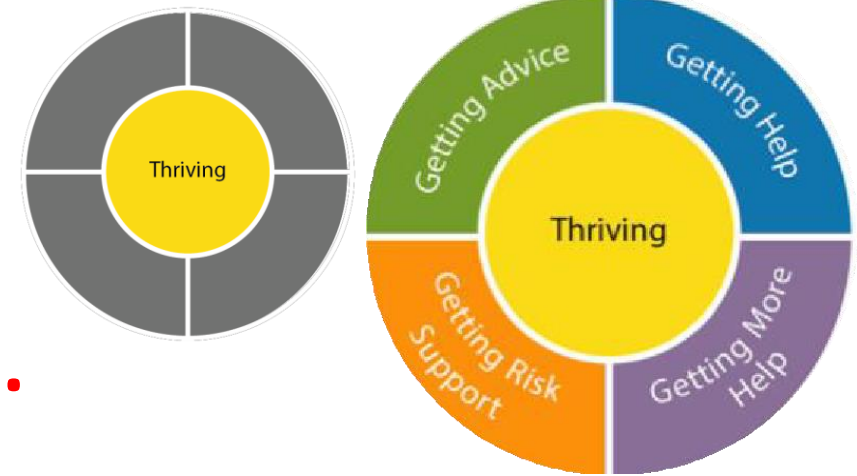 Thriving
Getting Advice
Getting Help
Thriving
Getting Risk
Support
Getting More
Help